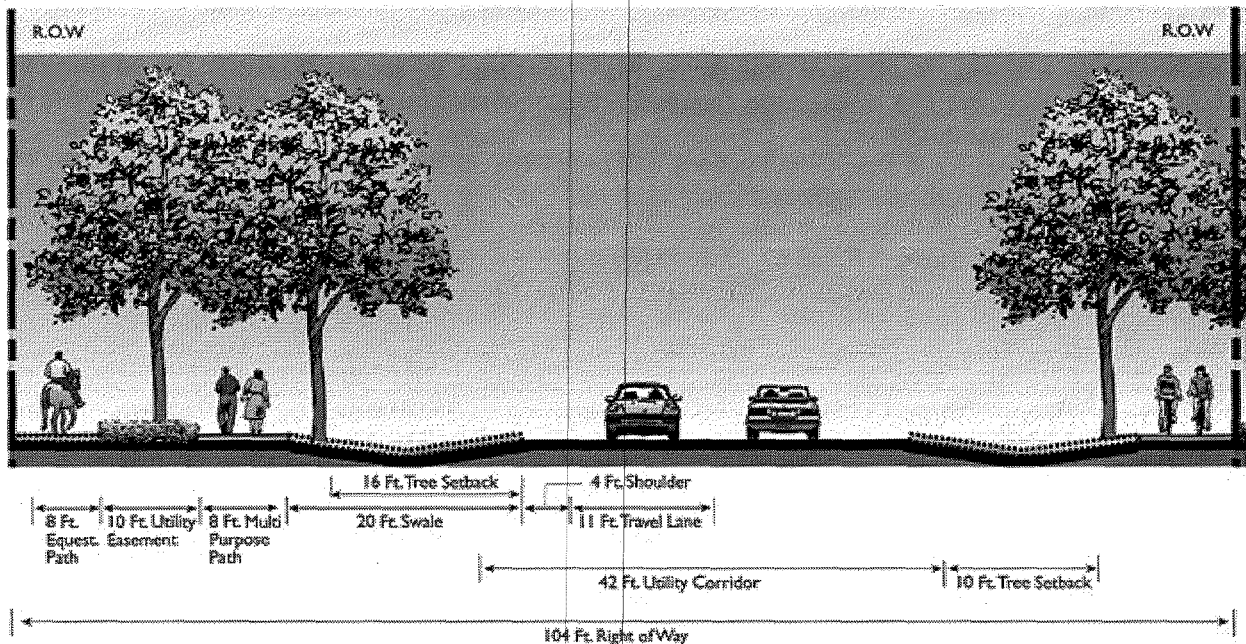 R.O.W
R.O.W
16 Ft. Tree Setback
4 Ft. Shoulder
8 Ft.
Equest.
Path
10 Ft. Utility
Easement
8 Ft. Multi
Purpose
Path
20 Ft. Swale
11 Ft. Travel Lane
42 Ft. Utility Corridor
10 Ft. Tree Setback
104 Ft. Right of Way